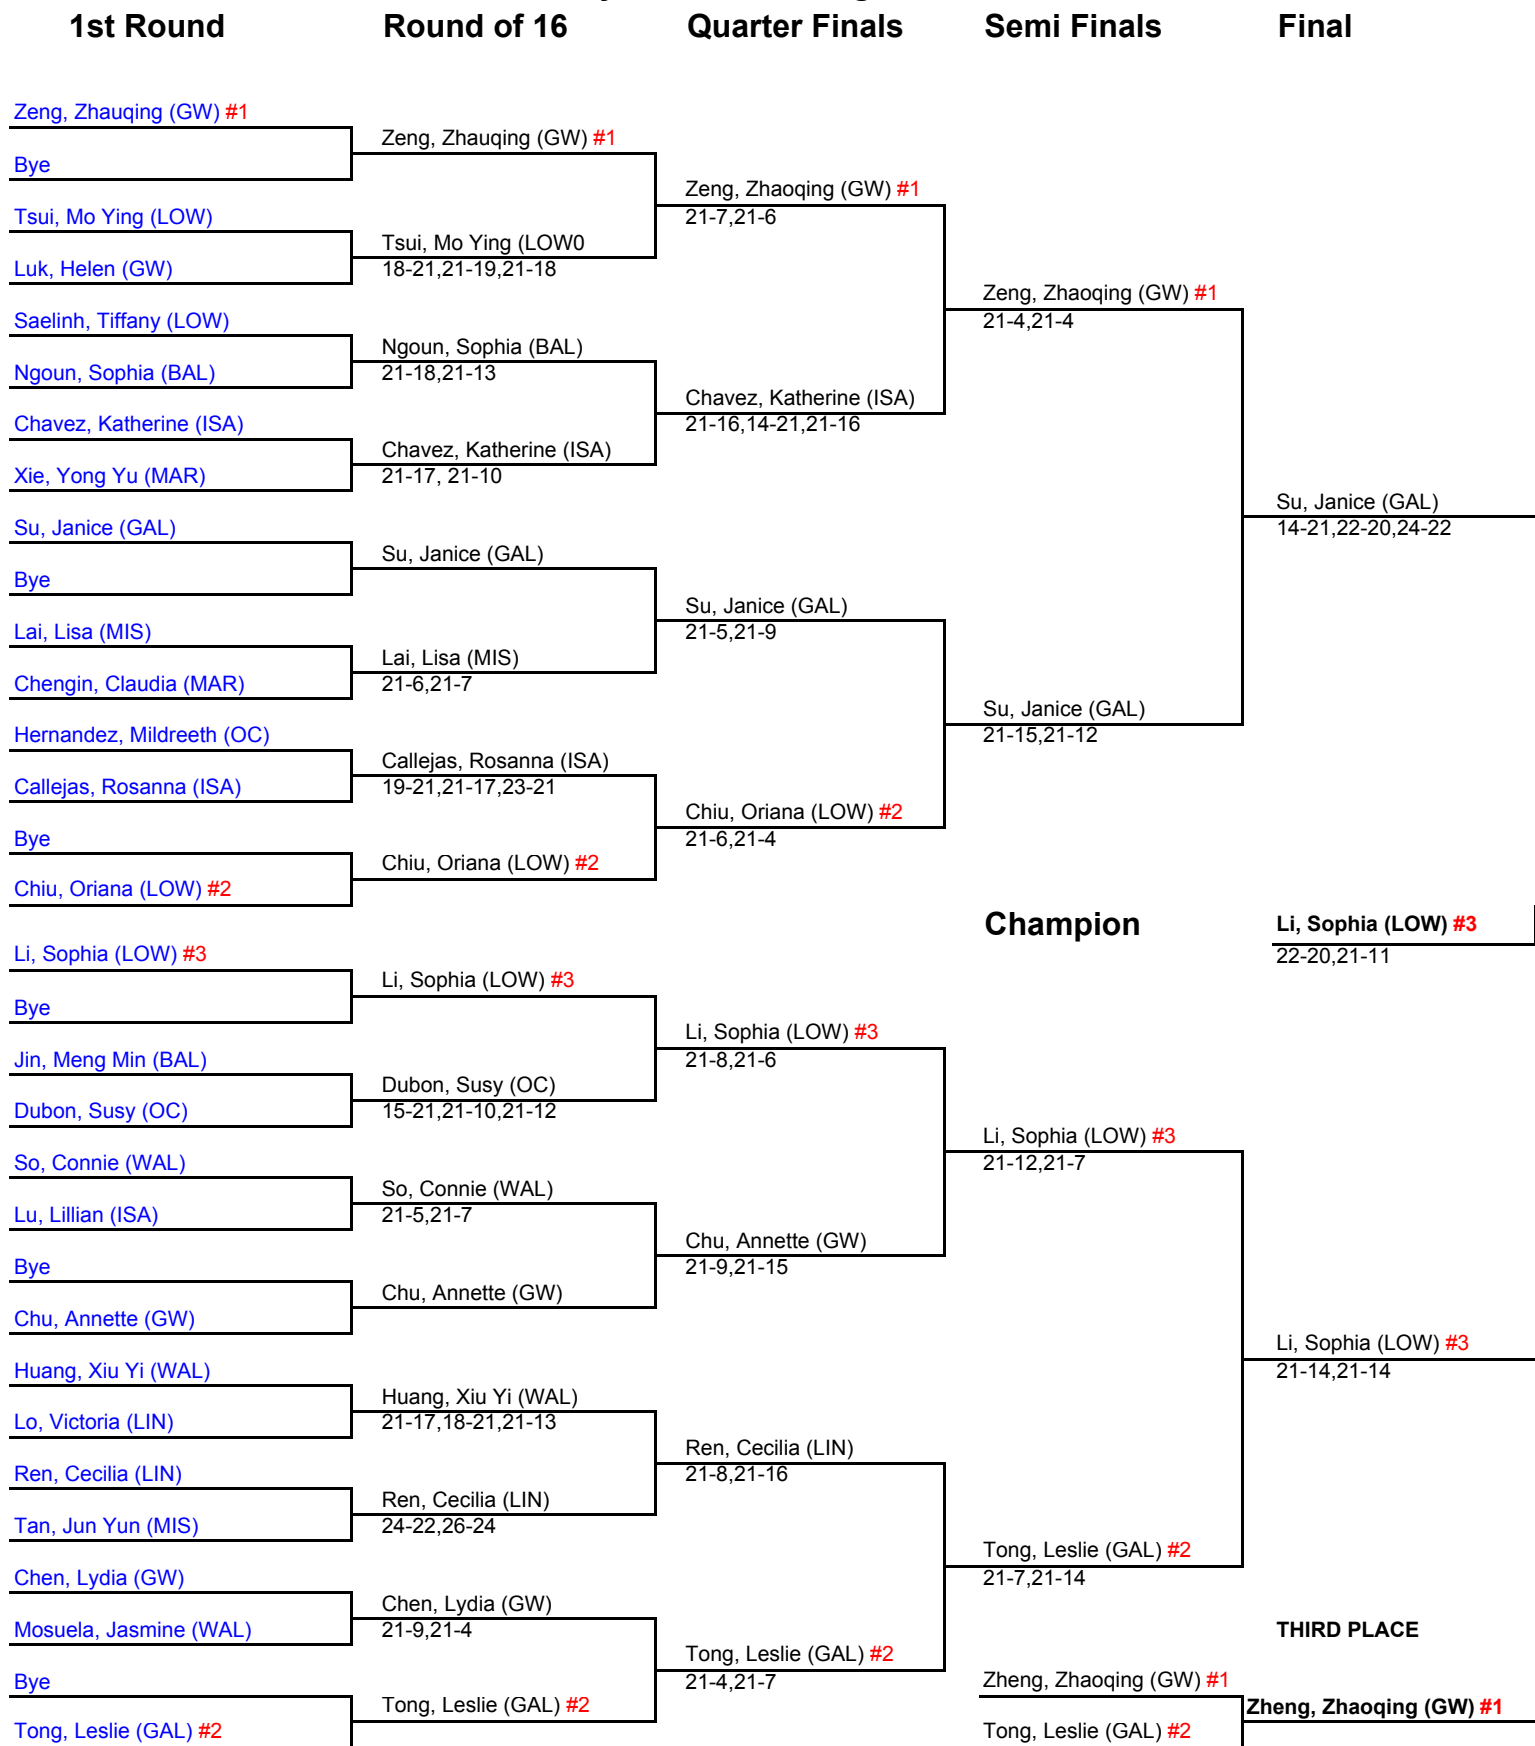 1st Round
Round of 16
Quarter Finals
Semi Finals
Final
Zeng, Zhauqing (GW) #1
Bye
Tsui, Mo Ying (LOW)
Luk, Helen (GW)
Saelinh, Tiffany (LOW)
Ngoun, Sophia (BAL)
Chavez, Katherine (ISA)
Xie, Yong Yu (MAR)
Su, Janice (GAL)
Bye
Lai, Lisa (MIS)
Chengin, Claudia (MAR)
Hernandez, Mildreeth (OC)
Callejas, Rosanna (ISA)
Bye
Chiu, Oriana (LOW) #2
Li, Sophia (LOW) #3
Bye
Jin, Meng Min (BAL)
Dubon, Susy (OC)
So, Connie (WAL)
Lu, Lillian (ISA)
Bye
Chu, Annette (GW)
Huang, Xiu Yi (WAL)
Lo, Victoria (LIN)
Ren, Cecilia (LIN)
Tan, Jun Yun (MIS)
Chen, Lydia (GW)
Mosuela, Jasmine (WAL)
Bye
Tong, Leslie (GAL) #2
Zeng, Zhauqing (GW) #1
Tsui, Mo Ying (LOW0
18-21,21-19,21-18
Ngoun, Sophia (BAL)
21-18,21-13
Chavez, Katherine (ISA)
21-17, 21-10
Su, Janice (GAL)
Lai, Lisa (MIS)
21-6,21-7
Callejas, Rosanna (ISA)
19-21,21-17,23-21
Chiu, Oriana (LOW) #2
Li, Sophia (LOW) #3
Dubon, Susy (OC)
15-21,21-10,21-12
So, Connie (WAL)
21-5,21-7
Chu, Annette (GW)
Huang, Xiu Yi (WAL)
21-17,18-21,21-13
Ren, Cecilia (LIN)
24-22,26-24
Chen, Lydia (GW)
21-9,21-4
Tong, Leslie (GAL) #2
Zeng, Zhaoqing (GW) #1
21-7,21-6
Chavez, Katherine (ISA)
21-16,14-21,21-16
Su, Janice (GAL)
21-5,21-9
Chiu, Oriana (LOW) #2
21-6,21-4
Li, Sophia (LOW) #3
21-8,21-6
Chu, Annette (GW)
21-9,21-15
Ren, Cecilia (LIN)
21-8,21-16
Tong, Leslie (GAL) #2
21-4,21-7
Zeng, Zhaoqing (GW) #1
21-4,21-4
Su, Janice (GAL)
21-15,21-12
Champion
Li, Sophia (LOW) #3
21-12,21-7
Tong, Leslie (GAL) #2
21-7,21-14
Zheng, Zhaoqing (GW) #1
Tong, Leslie (GAL) #2
Su, Janice (GAL)
14-21,22-20,24-22
Li, Sophia (LOW) #3
22-20,21-11
Li, Sophia (LOW) #3
21-14,21-14
THIRD PLACE
Zheng, Zhaoqing (GW) #1